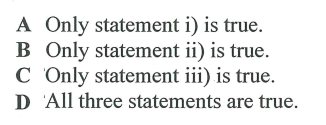 A Only statement i) is true.
B Only statement ii) is true.
C Only statement iii) is true.
D All three statements are true.